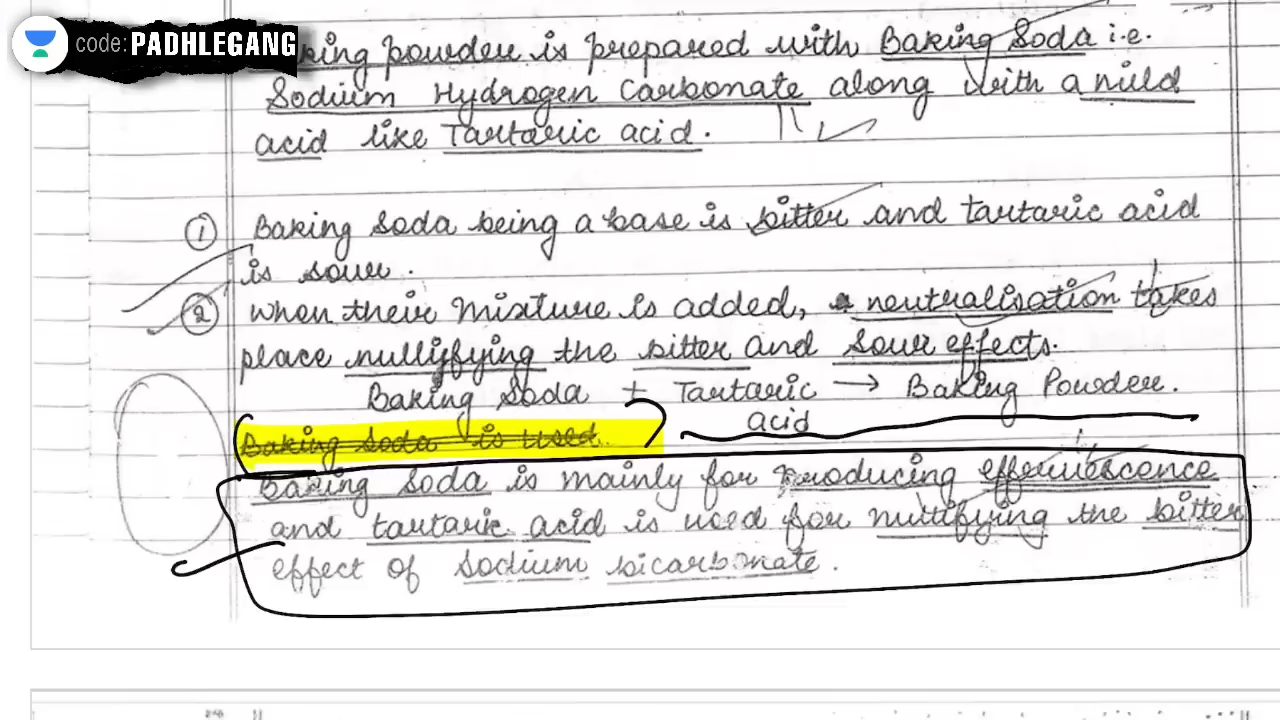 code: PADHLEGANG
king powder is prepared with Baking Soda i.e.
Sodium Hydrogen Carbonate along with a mild
acid like Tartaric acid.
① Baking Soda being a base is bitter and tartaric acid
is sour.
② When their mixture is added, neutralisation takes
place nullifying the bitter and sour effects.
Baking Soda + Tartaric → Baking Powder.
acid
Baking Soda is used
Baking Soda is mainly for producing effervescence
and tartaric acid is used for nullifying the bitter
effect of sodium bicarbonate.